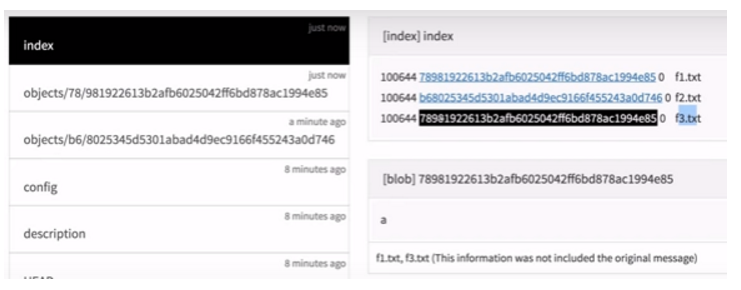 just now
index
just now
objects/78/981922613b2afb6025042ff6bd878ac1994e85
a minute ago
objects/b6/8025345d5301abad4d9ec9166f455243a0d746
8 minutes ago
config
8 minutes ago
description
8 minutes ago
HEAD
[index] index
100644 78981922613b2afb6025042ff6bd878ac1994e85 0 f1.txt
100644 b68025345d5301abad4d9ec9166f455243a0d746 0 f2.txt
100644 78981922613b2afb6025042ff6bd878ac1994e85 0 f3.txt
[blob] 78981922613b2afb6025042ff6bd878ac1994e85
a
f1.txt, f3.txt (This information was not included the original message)